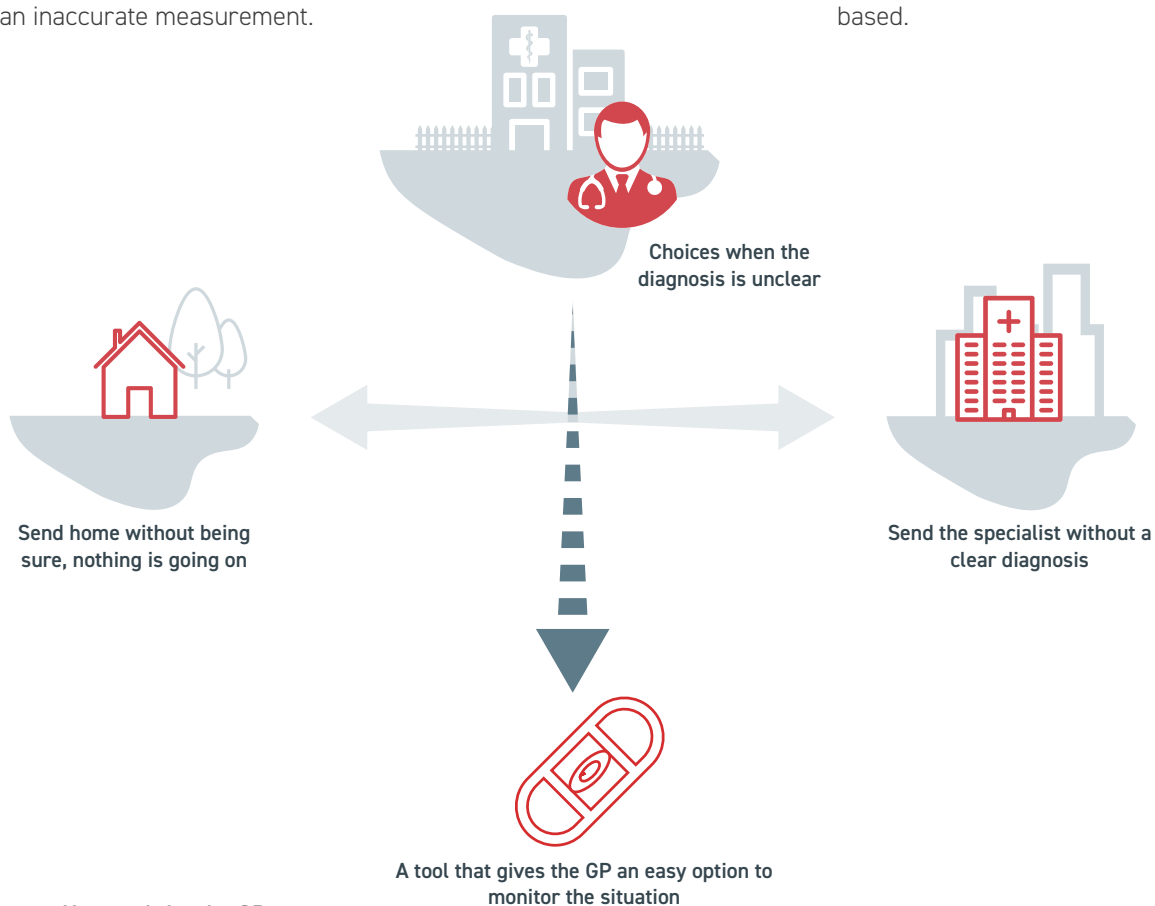 an inaccurate measurement.
based.
Choices when the
diagnosis is unclear
Send home without being
sure, nothing is going on
Send the specialist without a
clear diagnosis
A tool that gives the GP an easy option to
monitor the situation